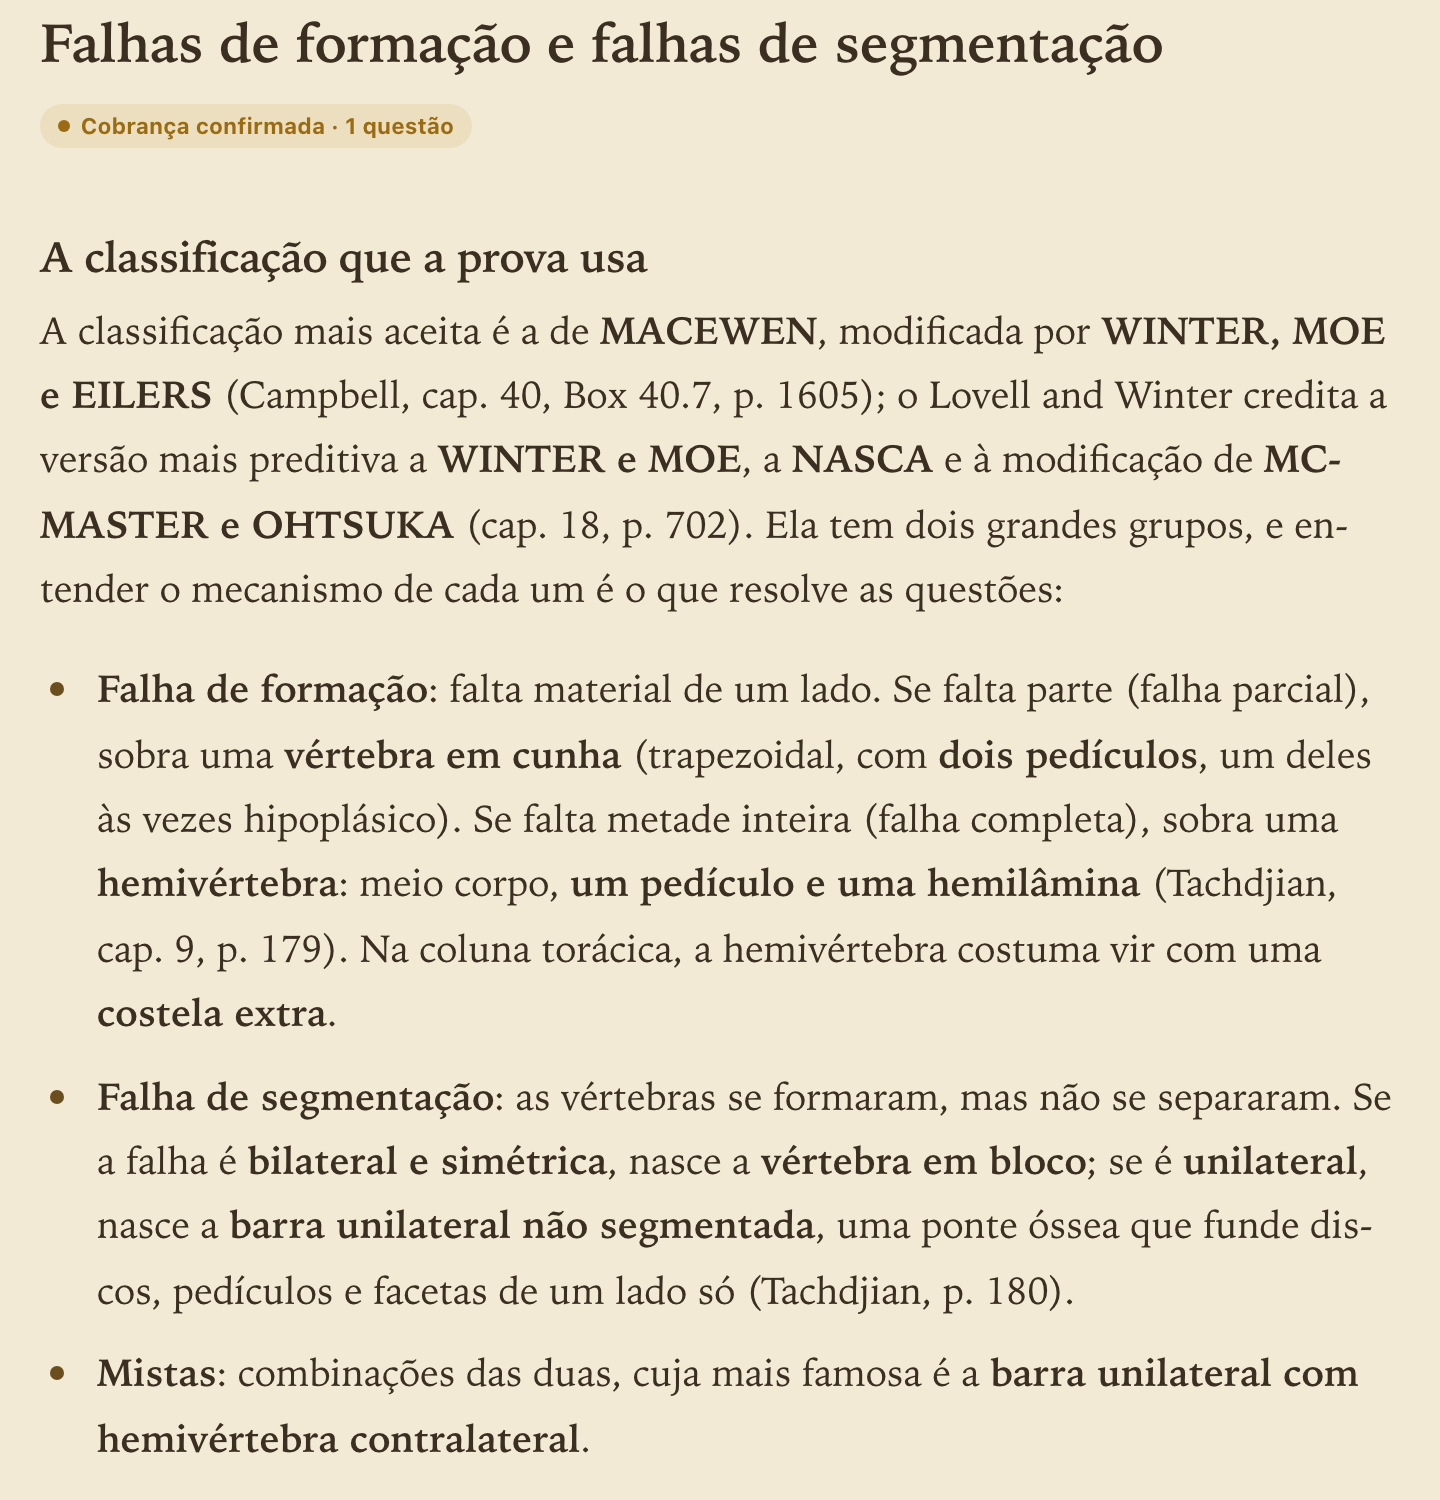 Falhas de formação e falhas de segmentação
Cobrança confirmada · 1 questão
A classificação que a prova usa
A classificação mais aceita é a de MACEWEN, modificada por WINTER, MOE
e EILERS (Campbell, cap. 40, Box 40.7, p. 1605); o Lovell and Winter credita a
versão mais preditiva a WINTER e MOE, a NASCA e à modificação de MC-
MASTER e OHTSUKA (cap. 18, p. 702). Ela tem dois grandes grupos, e en-
tender o mecanismo de cada um é o que resolve as questões:
• Falha de formação: falta material de um lado. Se falta parte (falha parcial),
sobra uma vértebra em cunha (trapezoidal, com dois pedículos, um deles
às vezes hipoplásico). Se falta metade inteira (falha completa), sobra uma
hemivértebra: meio corpo, um pedículo e uma hemilâmina (Tachdjian,
cap. 9, p. 179). Na coluna torácica, a hemivértebra costuma vir com uma
costela extra.
• Falha de segmentação: as vértebras se formaram, mas não se separaram. Se
a falha é bilateral e simétrica, nasce a vértebra em bloco; se é unilateral,
nasce a barra unilateral não segmentada, uma ponte óssea que funde dis-
cos, pedículos e facetas de um lado só (Tachdjian, p. 180).
• Mistas: combinações das duas, cuja mais famosa é a barra unilateral com
hemivértebra contralateral.